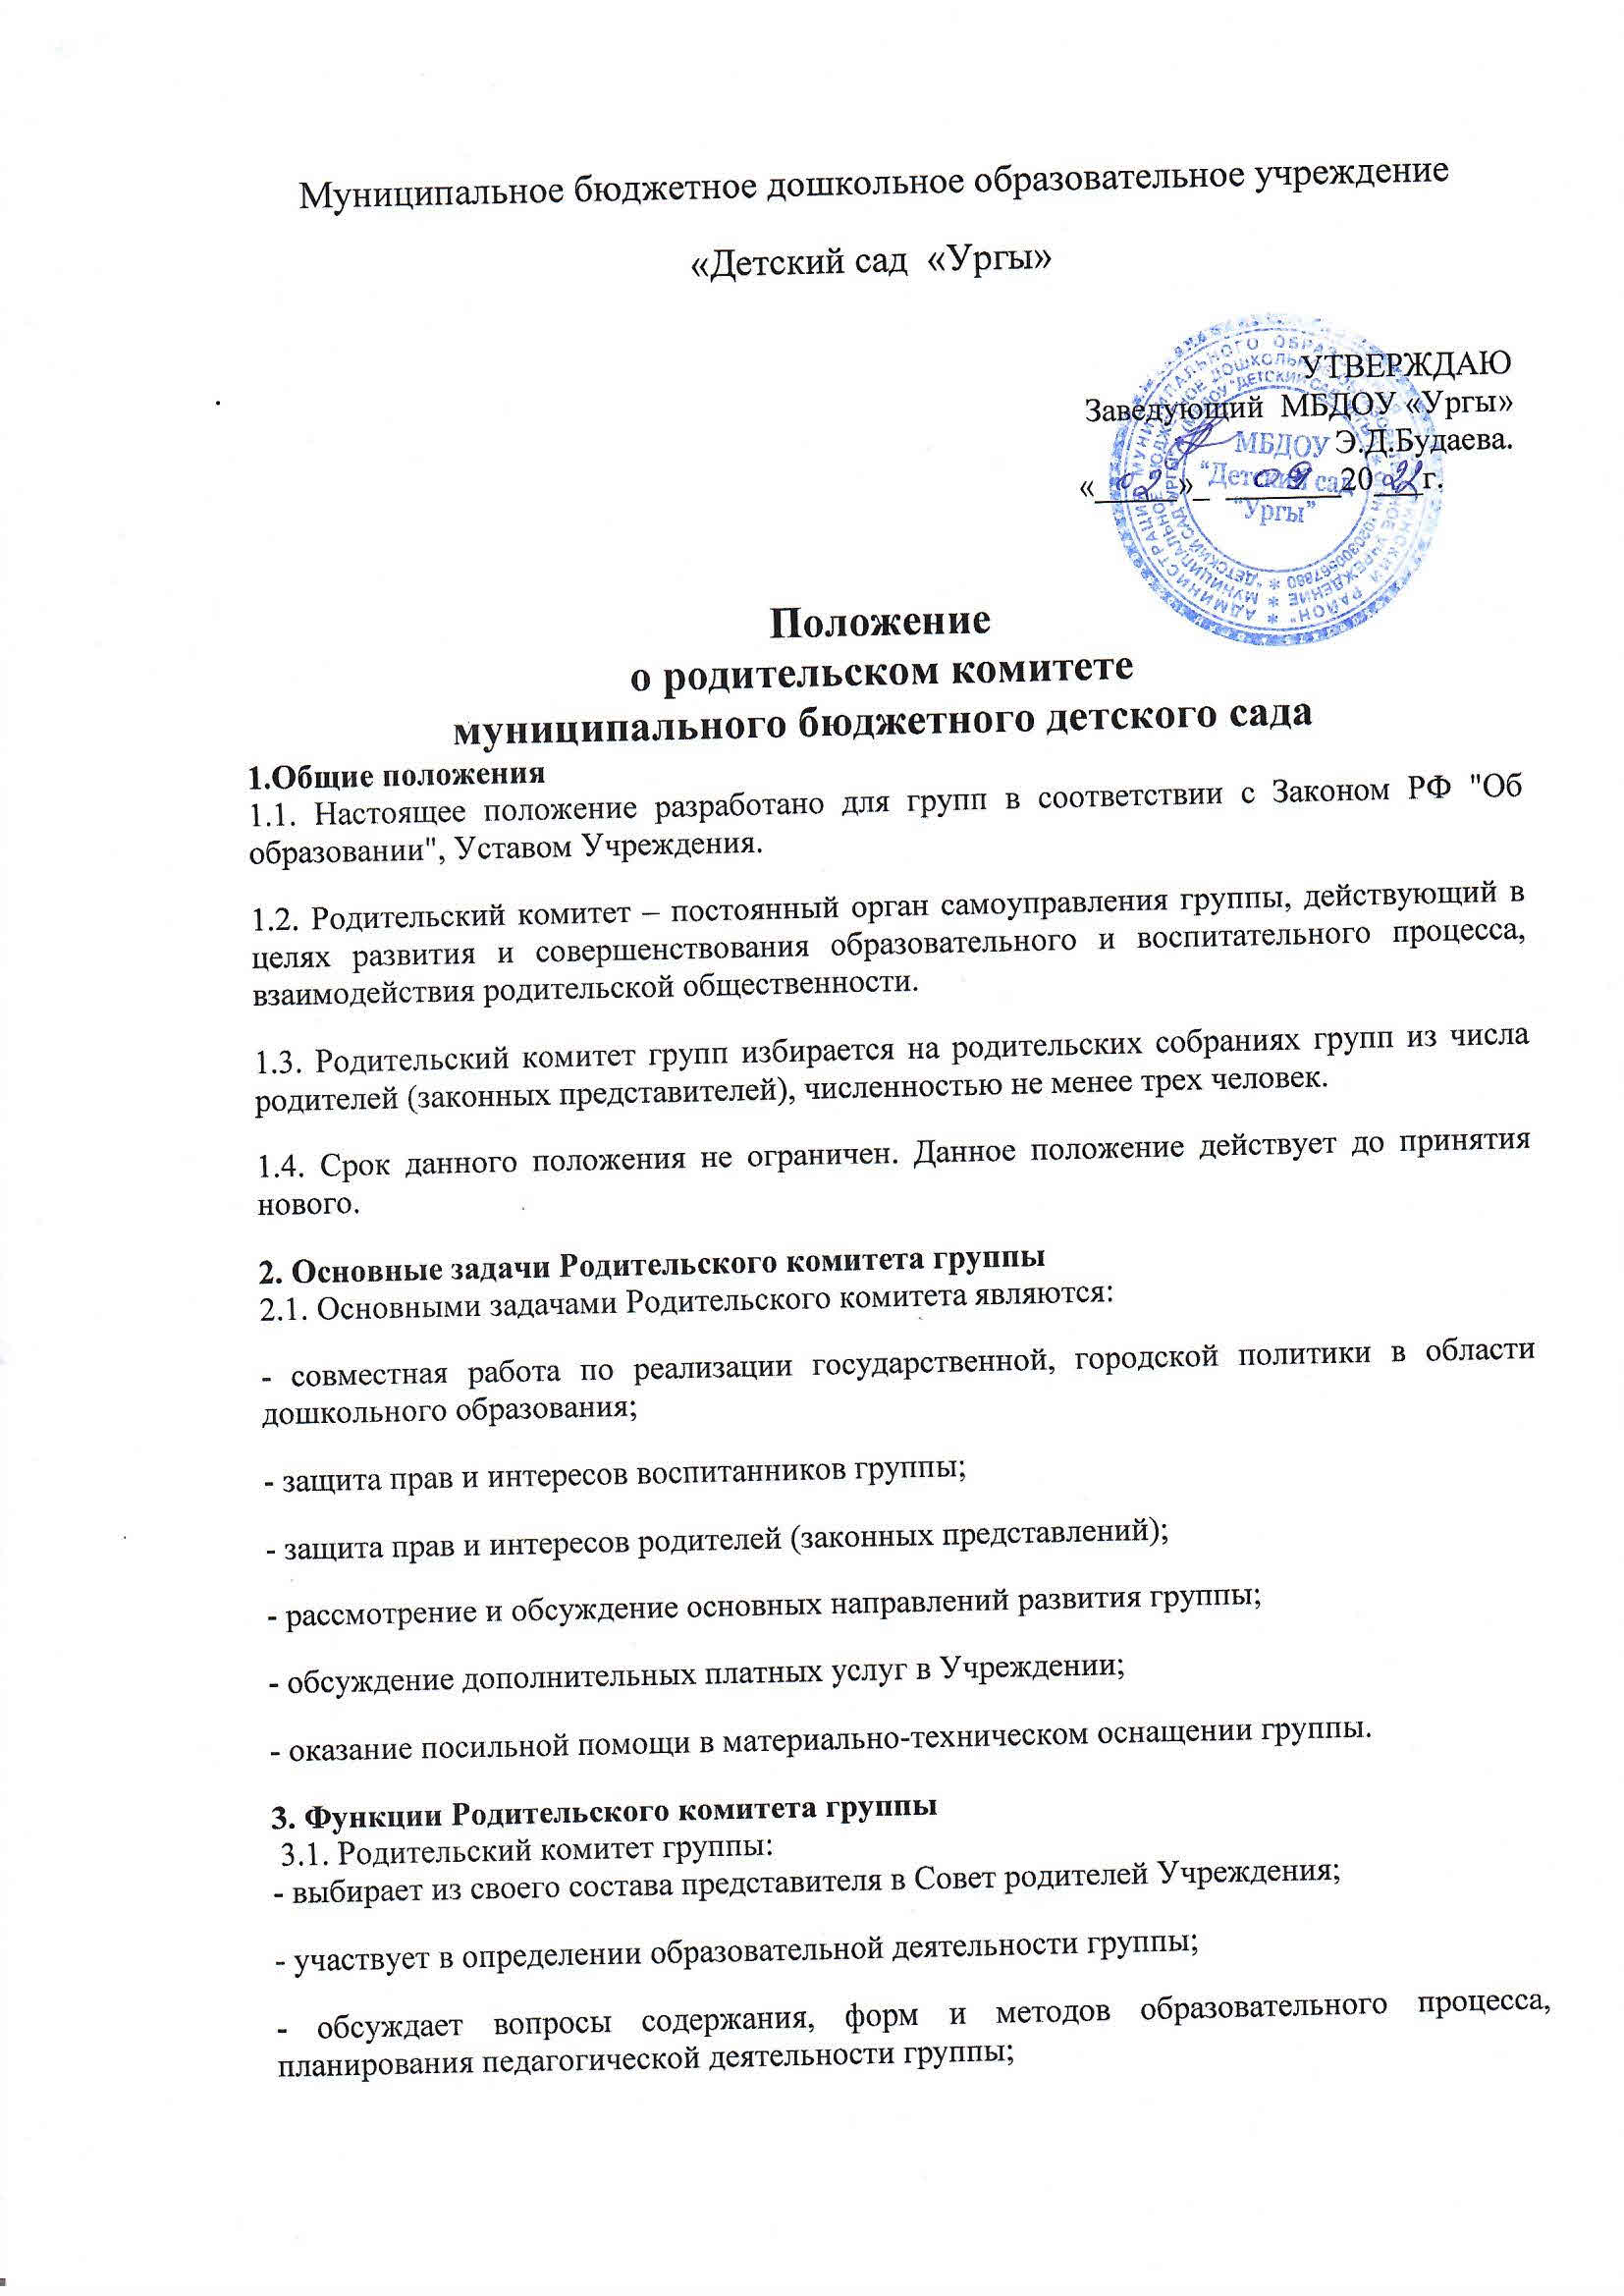 Муниципальное бюджетное дошкольное образовательное учреждение
«Детский сад «Ургы»
УТВЕРЖДАЮ
Заведующий МБДОУ «Ургы»
Э.Д.Будаева.
«02» 09 20 г.
МБДОУ
“Детский сад
“Ургы”
Положение
о родительском комитете
муниципального бюджетного детского сада
1.Общие положения
1.1. Настоящее положение разработано для групп в соответствии с Законом РФ "Об
образовании", Уставом Учреждения.
1.2. Родительский комитет – постоянный орган самоуправления группы, действующий в
целях развития и совершенствования образовательного и воспитательного процесса,
взаимодействия родительской общественности.
1.3. Родительский комитет групп избирается на родительских собраниях групп из числа
родителей (законных представителей), численностью не менее трех человек.
1.4. Срок данного положения не ограничен. Данное положение действует до принятия
нового.
2. Основные задачи Родительского комитета группы
2.1. Основными задачами Родительского комитета являются:
- совместная работа по реализации государственной, городской политики в области
дошкольного образования;
- защита прав и интересов воспитанников группы;
- защита прав и интересов родителей (законных представлений);
- рассмотрение и обсуждение основных направлений развития группы;
- обсуждение дополнительных платных услуг в Учреждении;
- оказание посильной помощи в материально-техническом оснащении группы.
3. Функции Родительского комитета группы
3.1. Родительский комитет группы:
- выбирает из своего состава представителя в Совет родителей Учреждения;
- участвует в определении образовательной деятельности группы;
- обсуждает вопросы содержания, форм и методов образовательного процесса,
планирования педагогической деятельности группы;